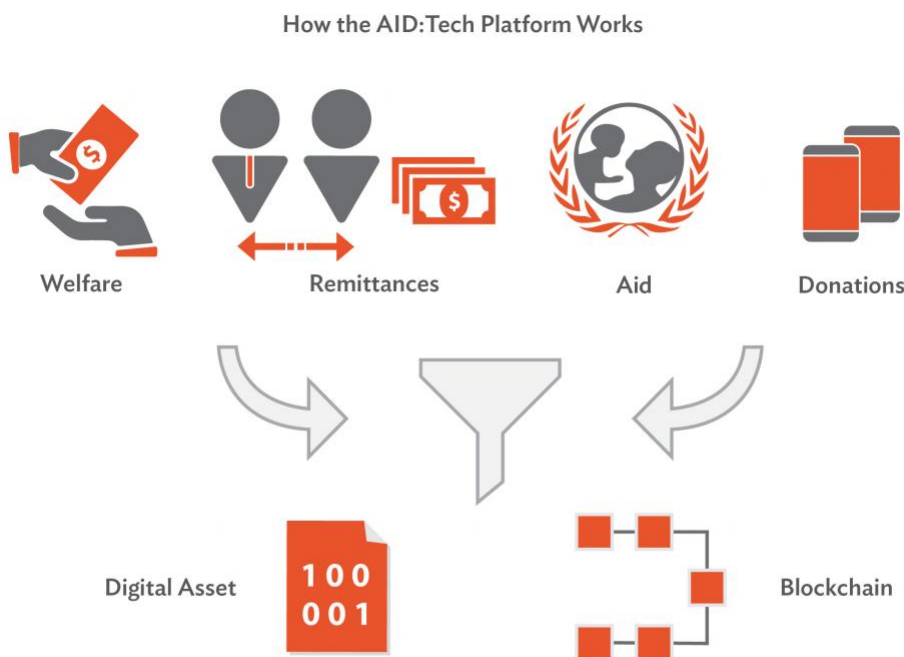 How the AID:Tech Platform Works
$
$
Welfare
Remittances
Aid
Donations
Digital Asset
100
001
Blockchain